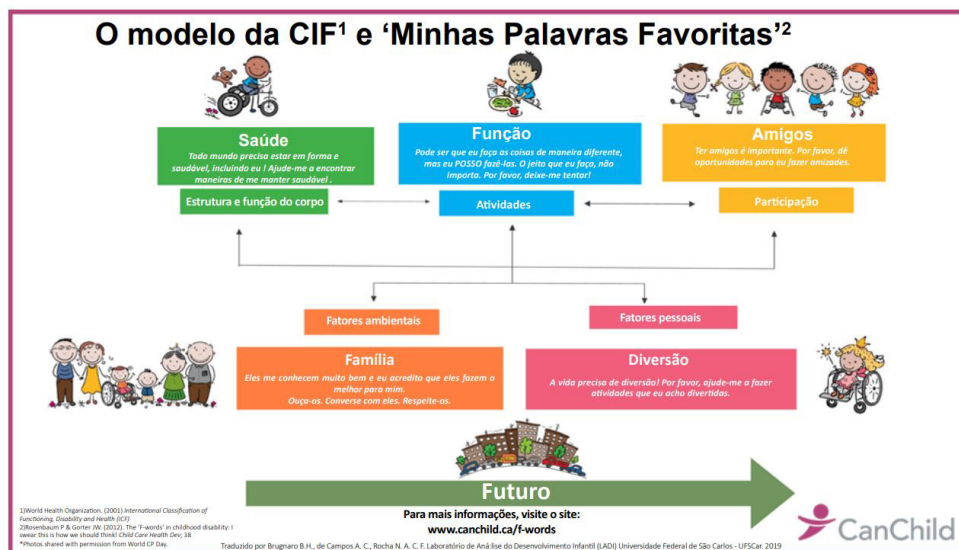 O modelo da CIF¹ e ‘Minhas Palavras Favoritas’²
Saúde
Todo mundo precisa estar em forma e
saudável, incluindo eu ! Ajude-me a encontrar
maneiras de me manter saudável .
Estrutura e função do corpo
Função
Pode ser que eu faça as coisas de maneira diferente,
mas eu POSSO fazê-las. O jeito que eu faço, não
importa. Por favor, deixe-me tentar!
Atividades
Amigos
Ter amigos é importante. Por favor, dê
oportunidades para eu fazer amizades.
Participação
Fatores ambientais
Fatores pessoais
Família
Eles me conhecem muito bem e eu acredito que eles fazem o
melhor para mim.
Ouça-os. Converse com eles. Respeite-os.
Diversão
A vida precisa de diversão! Por favor, ajude-me a fazer
atividades que eu acho divertidas.
Futuro
Para mais informações, visite o site:
www.canchild.ca/f-words
1)World Health Organization. (2001) International Classification of
Functioning, Disability and Health (ICF)
2)Rosenbaum P & Gorter JW. (2012). The 'F-words' in childhood disability: I
swear this is how we should think! Child Care Health Dev; 38
*Photos shared with permission from World CP Day.
Traduzido por Brugnaro B.H., de Campos A. C., Rocha N. A. C. F. Laboratório de Análise do Desenvolvimento Infantil (LADI) Universidade Federal de São Carlos - UFSCar. 2019
CanChild